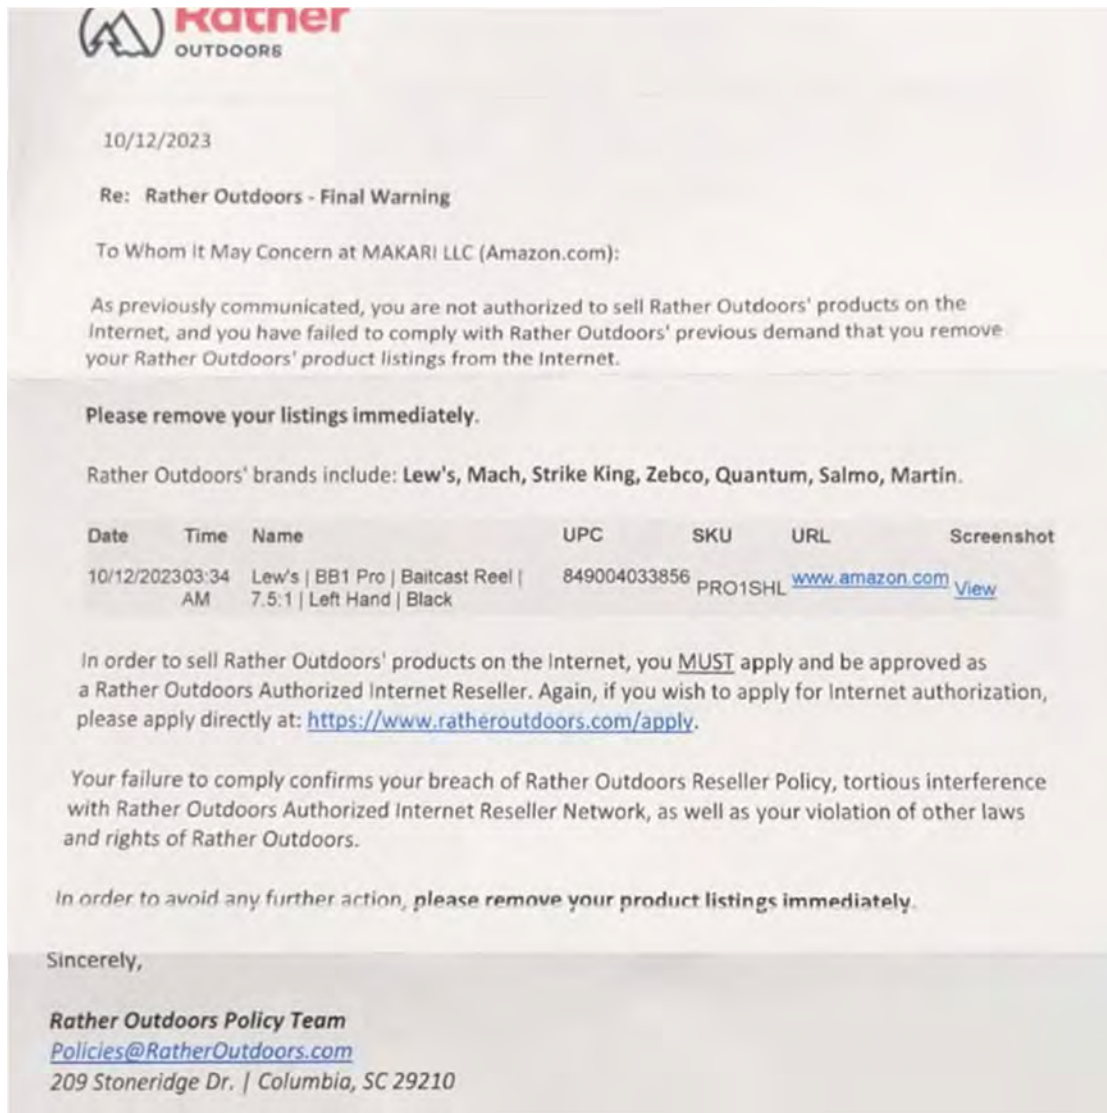 Rather
OUTDOORS
10/12/2023
Re: Rather Outdoors - Final Warning
To Whom It May Concern at MAKARI LLC (Amazon.com):
As previously communicated, you are not authorized to sell Rather Outdoors' products on the
Internet, and you have failed to comply with Rather Outdoors' previous demand that you remove
your Rather Outdoors' product listings from the Internet.
Please remove your listings immediately.
Rather Outdoors' brands include: Lew's, Mach, Strike King, Zebco, Quantum, Salmo, Martin.
Date Time Name UPC SKU URL Screenshot
10/12/2023 03:34 Lew's | BB1 Pro | Baitcast Reel | 849004033856 PRO1SHL www.amazon.com View
AM 7.5:1 | Left Hand | Black
In order to sell Rather Outdoors' products on the Internet, you MUST apply and be approved as
a Rather Outdoors Authorized Internet Reseller. Again, if you wish to apply for Internet authorization,
please apply directly at: https://www.ratheroutdoors.com/apply.
Your failure to comply confirms your breach of Rather Outdoors Reseller Policy, tortious interference
with Rather Outdoors Authorized Internet Reseller Network, as well as your violation of other laws
and rights of Rather Outdoors.
In order to avoid any further action, please remove your product listings immediately.
Sincerely,
Rather Outdoors Policy Team
Policies@RatherOutdoors.com
209 Stoneridge Dr. | Columbia, SC 29210